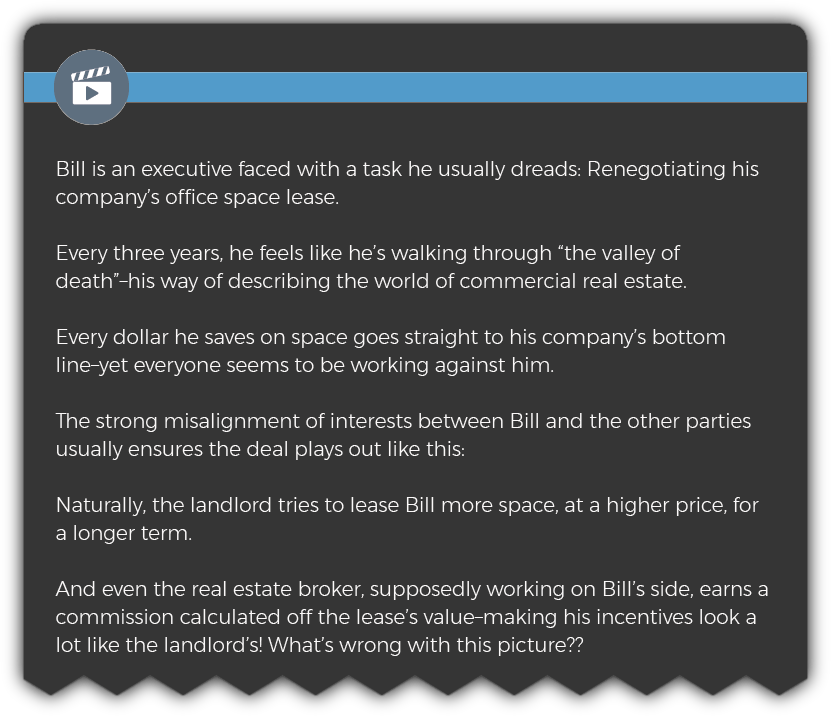 Bill is an executive faced with a task he usually dreads: Renegotiating his
company’s office space lease.
Every three years, he feels like he’s walking through “the valley of
death”–his way of describing the world of commercial real estate.
Every dollar he saves on space goes straight to his company’s bottom
line–yet everyone seems to be working against him.
The strong misalignment of interests between Bill and the other parties
usually ensures the deal plays out like this:
Naturally, the landlord tries to lease Bill more space, at a higher price, for
a longer term.
And even the real estate broker, supposedly working on Bill’s side, earns a
commission calculated off the lease’s value–making his incentives look a
lot like the landlord’s! What’s wrong with this picture??